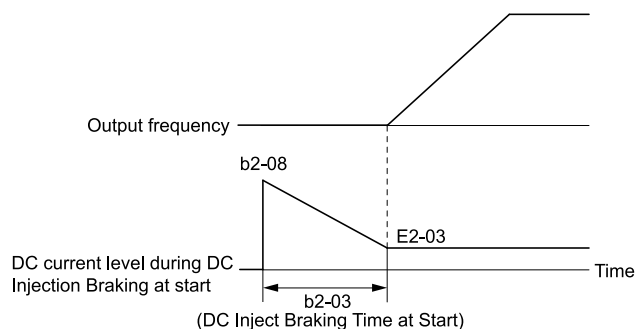 Output frequency
b2-08
E2-03
DC current level during DC
Injection Braking at start
Time
b2-03
(DC Inject Braking Time at Start)